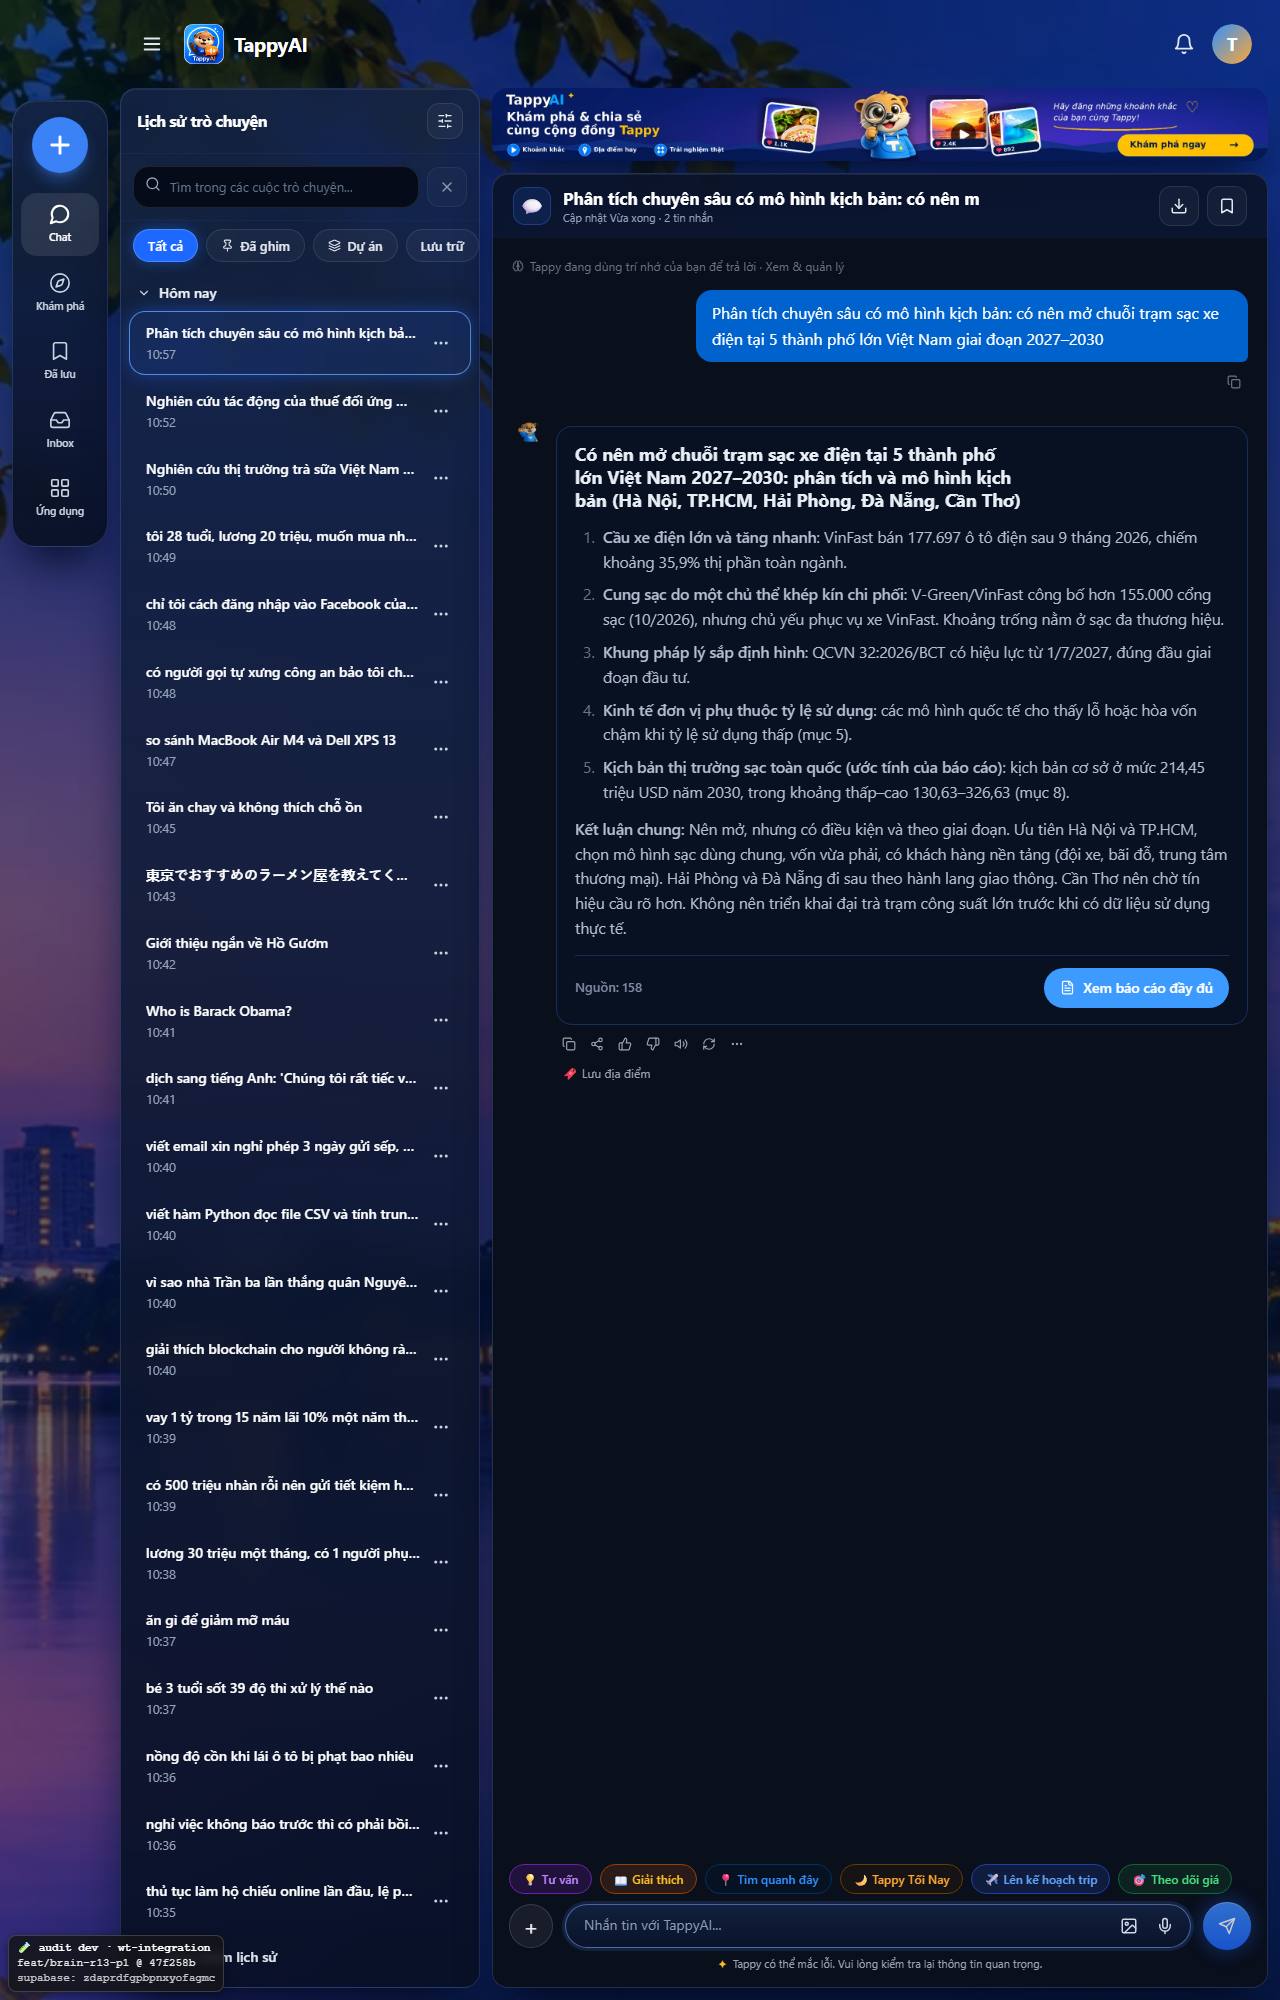 TappyAI
T
Chat
Khám phá
Đã lưu
Inbox
Ứng dụng
Lịch sử trò chuyện
Tìm trong các cuộc trò chuyện...
Tất cả
Đã ghim
Dự án
Lưu trữ
Hôm nay
Phân tích chuyên sâu có mô hình kịch bả...
10:57
Nghiên cứu tác động của thuế đối ứng ...
10:52
Nghiên cứu thị trường trà sữa Việt Nam ...
10:50
tôi 28 tuổi, lương 20 triệu, muốn mua nh...
10:49
chỉ tôi cách đăng nhập vào Facebook của...
10:48
có người gọi tự xưng công an bảo tôi ch...
10:48
so sánh MacBook Air M4 và Dell XPS 13
10:47
Tôi ăn chay và không thích chỗ ồn
10:45
東京でおすすめのラーメン屋を教えてく...
10:43
Giới thiệu ngắn về Hồ Gươm
10:42
Who is Barack Obama?
10:41
dịch sang tiếng Anh: 'Chúng tôi rất tiếc v...
10:41
viết email xin nghỉ phép 3 ngày gửi sếp, ...
10:40
viết hàm Python đọc file CSV và tính trun...
10:40
vì sao nhà Trần ba lần thắng quân Nguyê...
10:40
giải thích blockchain cho người không rà...
10:40
vay 1 tỷ trong 15 năm lãi 10% một năm th...
10:39
có 500 triệu nhàn rỗi nên gửi tiết kiệm h...
10:39
lương 30 triệu một tháng, có 1 người phụ...
10:38
ăn gì để giảm mỡ máu
10:37
bé 3 tuổi sốt 39 độ thì xử lý thế nào
10:37
nồng độ cồn khi lái ô tô bị phạt bao nhiêu
10:36
nghỉ việc không báo trước thì có phải bồi...
10:36
thủ tục làm hộ chiếu online lần đầu, lệ p...
10:35
m lịch sử
audit dev · wt-integration
feat/brain-r13-p1 @ 47f258b
supabase: zdaprdfgpbpnxyofagmc
TappyAI
Khám phá & chia sẻ
cùng cộng đồng Tappy
Khoảnh khắc
Địa điểm hay
Trải nghiệm thật
1.1K
2.4K
892
Hãy đăng những khoảnh khắc
của bạn cùng Tappy!
Khám phá ngay →
Phân tích chuyên sâu có mô hình kịch bản: có nên m
Cập nhật Vừa xong · 2 tin nhắn
Tappy đang dùng trí nhớ của bạn để trả lời · Xem & quản lý
Phân tích chuyên sâu có mô hình kịch bản: có nên mở chuỗi trạm sạc xe
điện tại 5 thành phố lớn Việt Nam giai đoạn 2027–2030
Có nên mở chuỗi trạm sạc xe điện tại 5 thành phố
lớn Việt Nam 2027–2030: phân tích và mô hình kịch
bản (Hà Nội, TP.HCM, Hải Phòng, Đà Nẵng, Cần Thơ)
1. Cầu xe điện lớn và tăng nhanh: VinFast bán 177.697 ô tô điện sau 9 tháng 2026, chiếm
khoảng 35,9% thị phần toàn ngành.
2. Cung sạc do một chủ thể khép kín chi phối: V-Green/VinFast công bố hơn 155.000 cổng
sạc (10/2026), nhưng chủ yếu phục vụ xe VinFast. Khoảng trống nằm ở sạc đa thương hiệu.
3. Khung pháp lý sắp định hình: QCVN 32:2026/BCT có hiệu lực từ 1/7/2027, đúng đầu giai
đoạn đầu tư.
4. Kinh tế đơn vị phụ thuộc tỷ lệ sử dụng: các mô hình quốc tế cho thấy lỗ hoặc hòa vốn
chậm khi tỷ lệ sử dụng thấp (mục 5).
5. Kịch bản thị trường sạc toàn quốc (ước tính của báo cáo): kịch bản cơ sở ở mức 214,45
triệu USD năm 2030, trong khoảng thấp–cao 130,63–326,63 (mục 8).
Kết luận chung: Nên mở, nhưng có điều kiện và theo giai đoạn. Ưu tiên Hà Nội và TP.HCM,
chọn mô hình sạc dùng chung, vốn vừa phải, có khách hàng nền tảng (đội xe, bãi đỗ, trung tâm
thương mại). Hải Phòng và Đà Nẵng đi sau theo hành lang giao thông. Cần Thơ nên chờ tín
hiệu cầu rõ hơn. Không nên triển khai đại trà trạm công suất lớn trước khi có dữ liệu sử dụng
thực tế.
Nguồn: 158
Xem báo cáo đầy đủ
Lưu địa điểm
Tư vấn
Giải thích
Tìm quanh đây
Tappy Tối Nay
Lên kế hoạch trip
Theo dõi giá
Nhắn tin với TappyAI...
Tappy có thể mắc lỗi. Vui lòng kiểm tra lại thông tin quan trọng.